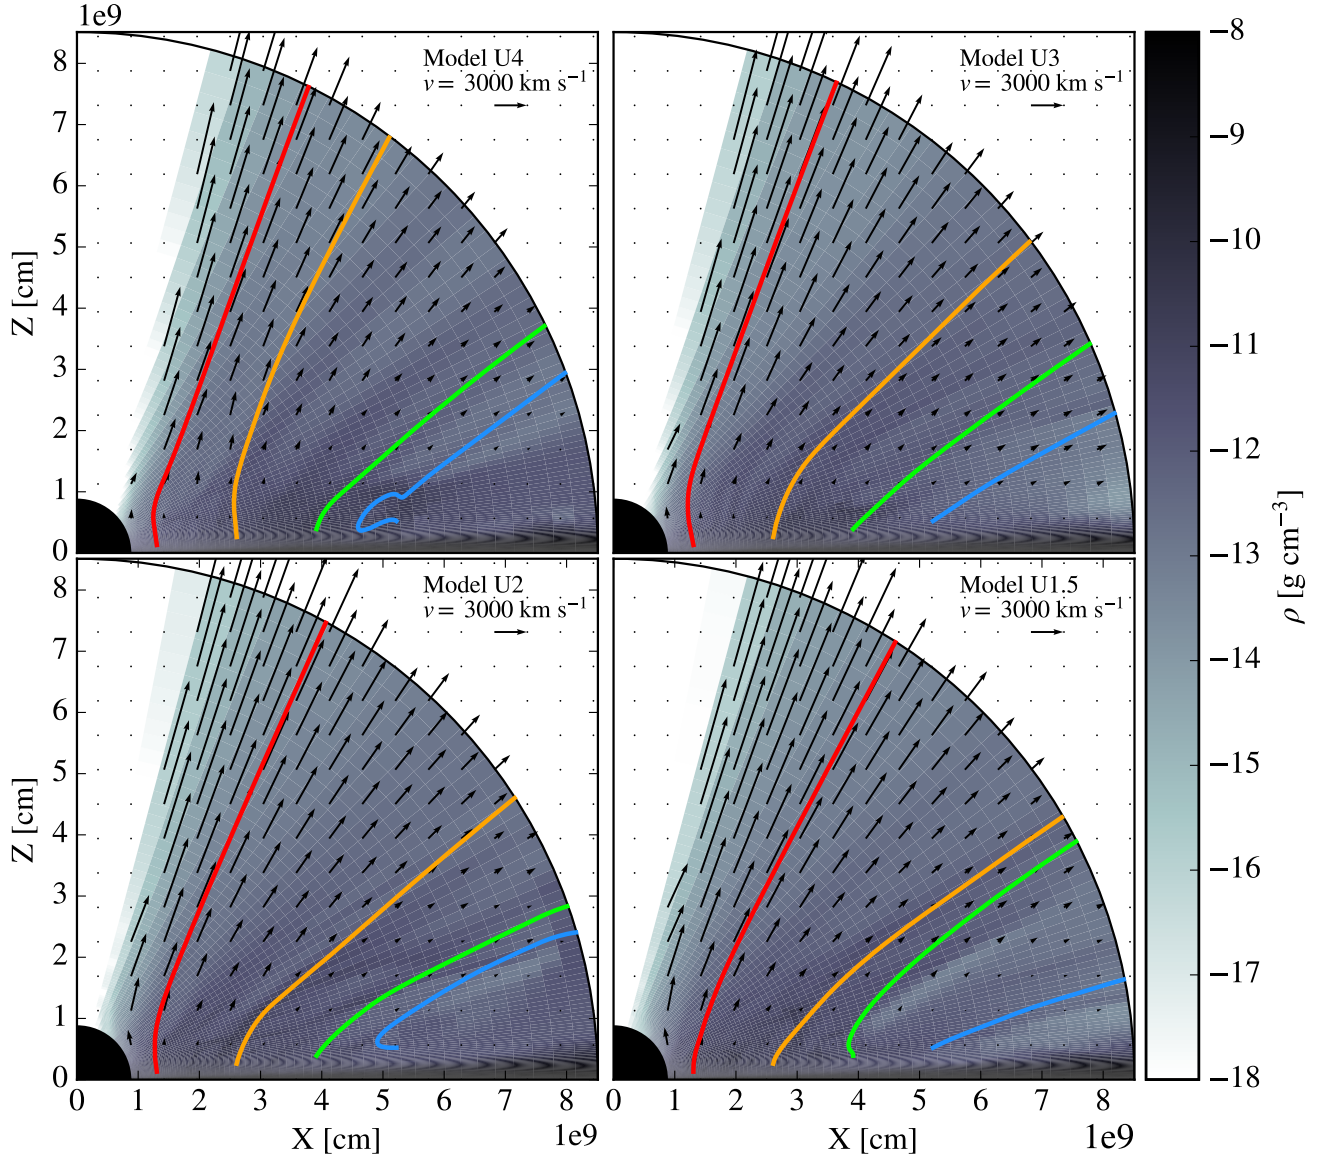 1e9
Model U4
v = 3000 km s⁻¹
8
7
6
5
4
3
2
1
0
Z [cm]
Model U3
v = 3000 km s⁻¹
Model U2
v = 3000 km s⁻¹
8
7
6
5
4
3
2
1
0
Z [cm]
0 1 2 3 4 5 6 7 8
X [cm]
1e9
Model U1.5
v = 3000 km s⁻¹
0 1 2 3 4 5 6 7 8
X [cm]
1e9
−8
−9
−10
−11
−12
−13
−14
−15
−16
−17
−18
ρ [g cm⁻³]